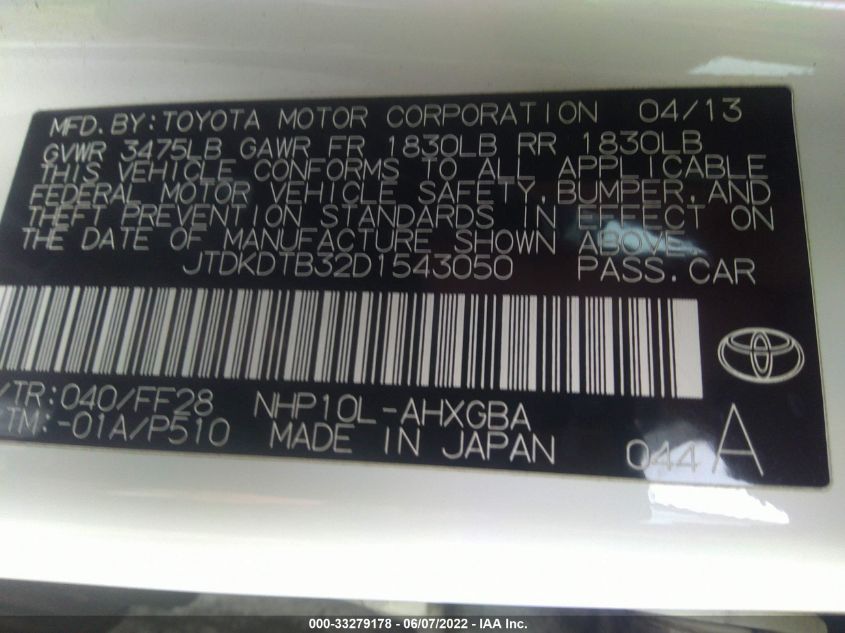 MFD.BY:TOYOTA MOTOR CORPORATION 04/13
GVWR 3475LB GAWR FR 1830LB RR 1830LB
THIS VEHICLE CONFORMS TO ALL APPLICABLE
FEDERAL MOTOR VEHICLE SAFETY,BUMPER,AND
THEFT PREVENTION STANDARDS IN EFFECT ON
THE DATE OF MANUFACTURE SHOWN ABOVE.
JTDKDTB32D1543050 PASS.CAR
/TR:040/FF28 NHP10L-AHXGBA
TM:-01A/P510 MADE IN JAPAN 044 A
000-33279178 - 06/07/2022 - IAA Inc.